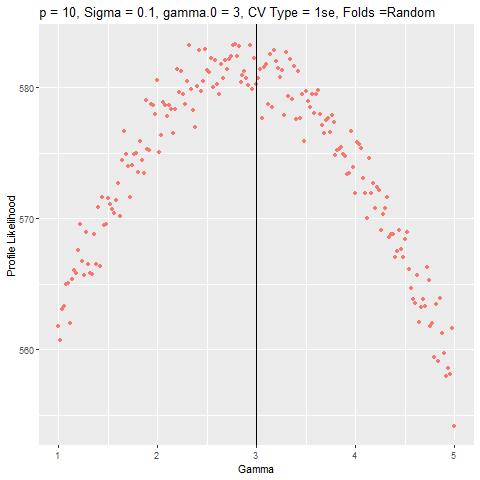 p = 10, Sigma = 0.1, gamma.0 = 3, CV Type = 1se, Folds =Random
Profile Likelihood
580
570
560
1 2 3 4 5
Gamma